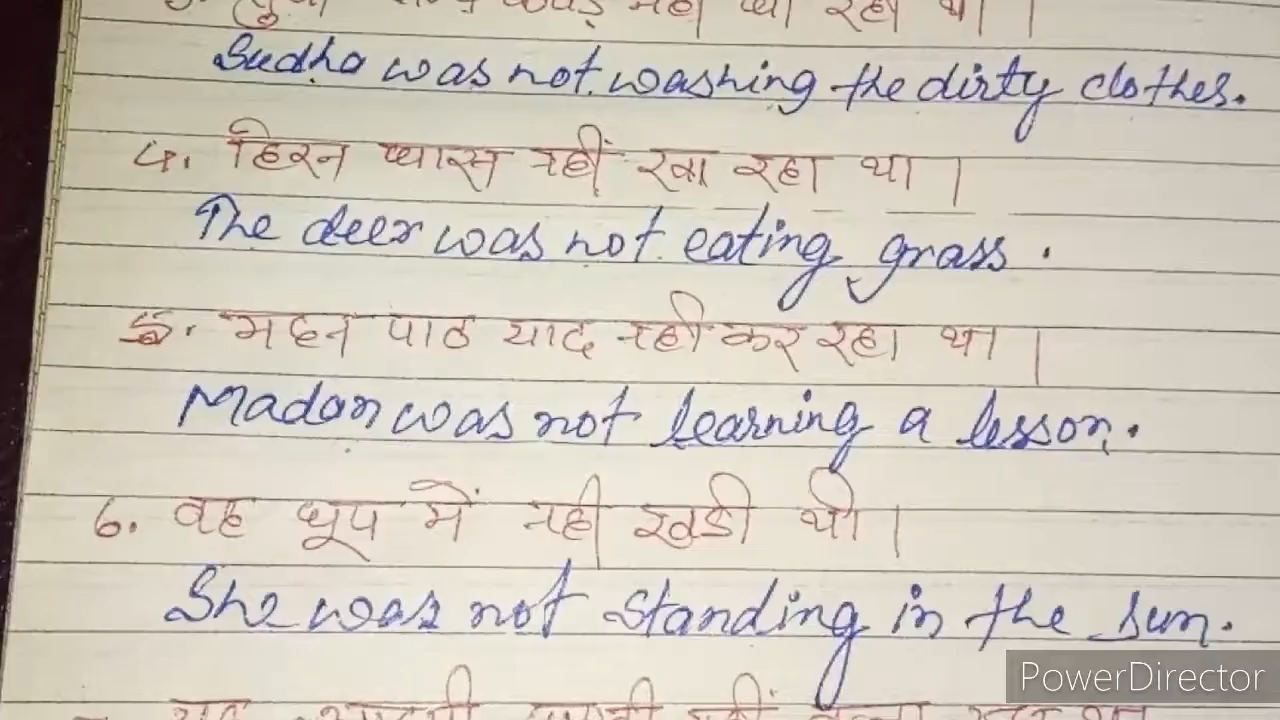 रहा था।
Sudha was not washing the dirty clothes.
4. हिरन प्यास नहीं खा रहा था।
The deer was not eating grass.
5. मदन पाठ याद नही कर रहा था।
Madan was not learning a lesson.
6. वह धूप में नही खडी थी।
She was not standing in the sun.
PowerDirector